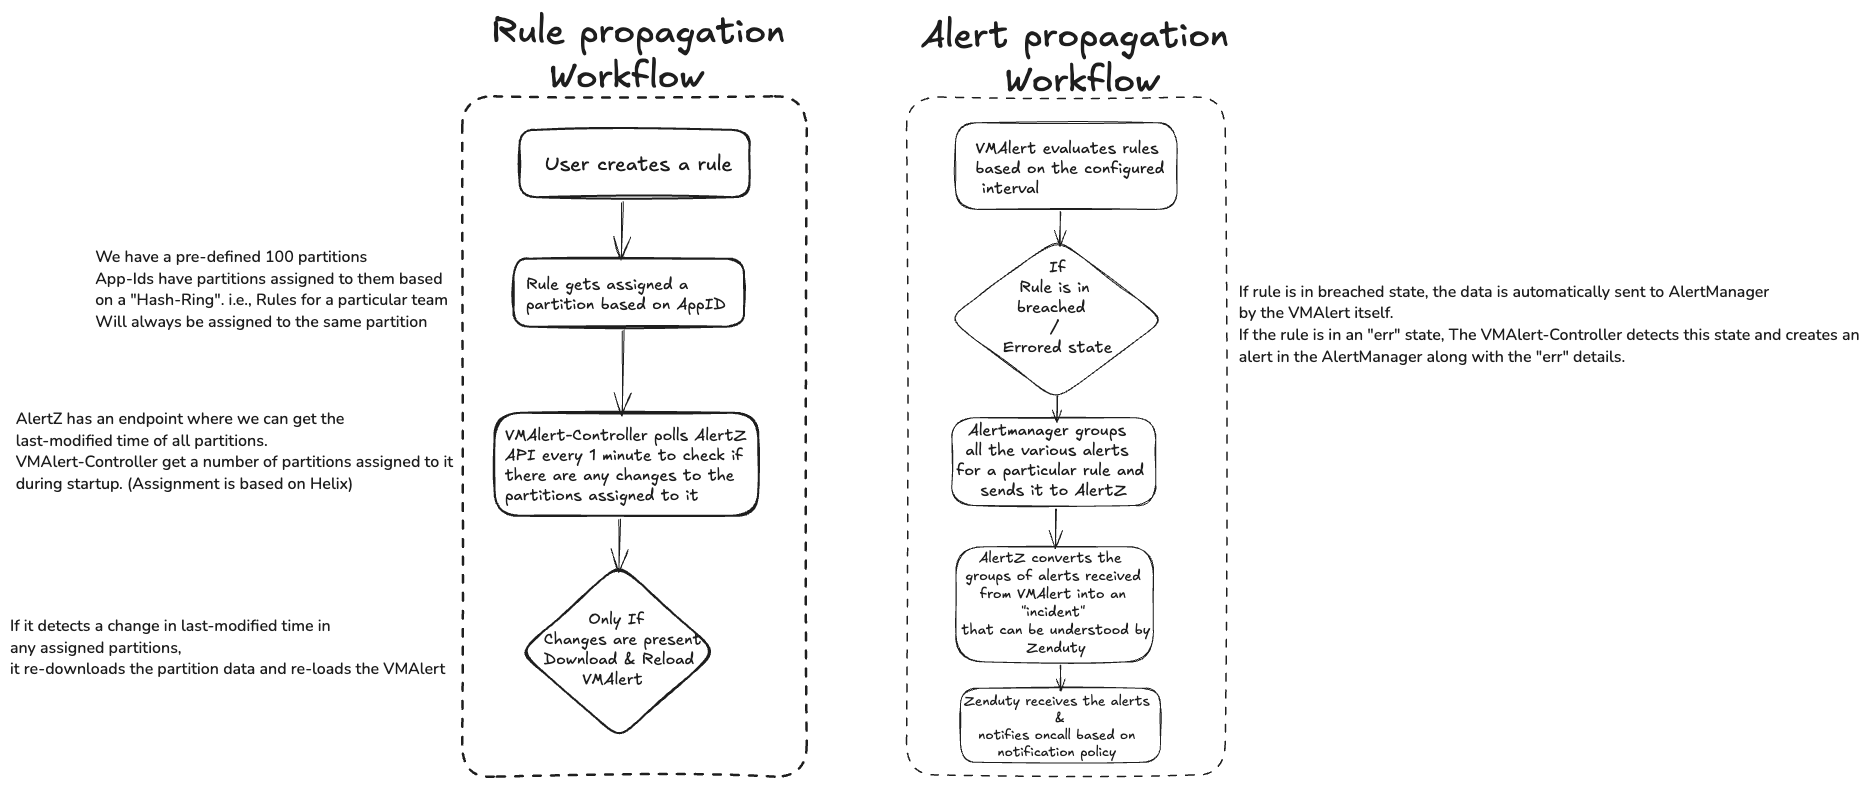 Rule propagation
Workflow
User creates a rule
We have a pre-defined 100 partitions
App-Ids have partitions assigned to them based
on a "Hash-Ring". i.e., Rules for a particular team
Will always be assigned to the same partition
Rule gets assigned a
partition based on AppID
AlertZ has an endpoint where we can get the
last-modified time of all partitions.
VMAlert-Controller get a number of partitions assigned to it
during startup. (Assignment is based on Helix)
VMAlert-Controller polls AlertZ
API every 1 minute to check if
there are any changes to the
partitions assigned to it
If it detects a change in last-modified time in
any assigned partitions,
it re-downloads the partition data and re-loads the VMAlert
Only If
Changes are present
Download & Reload
VMAlert
Alert propagation
Workflow
VMAlert evaluates rules
based on the configured
interval
If
Rule is in
breached
/
Errored state
If rule is in breached state, the data is automatically sent to AlertManager
by the VMAlert itself.
If the rule is in an "err" state, The VMAlert-Controller detects this state and creates an
alert in the AlertManager along with the "err" details.
Alertmanager groups
all the various alerts
for a particular rule and
sends it to AlertZ
AlertZ converts the
groups of alerts received
from VMAlert into an
"incident"
that can be understood by
Zenduty
Zenduty receives the alerts
&
notifies oncall based on
notification policy